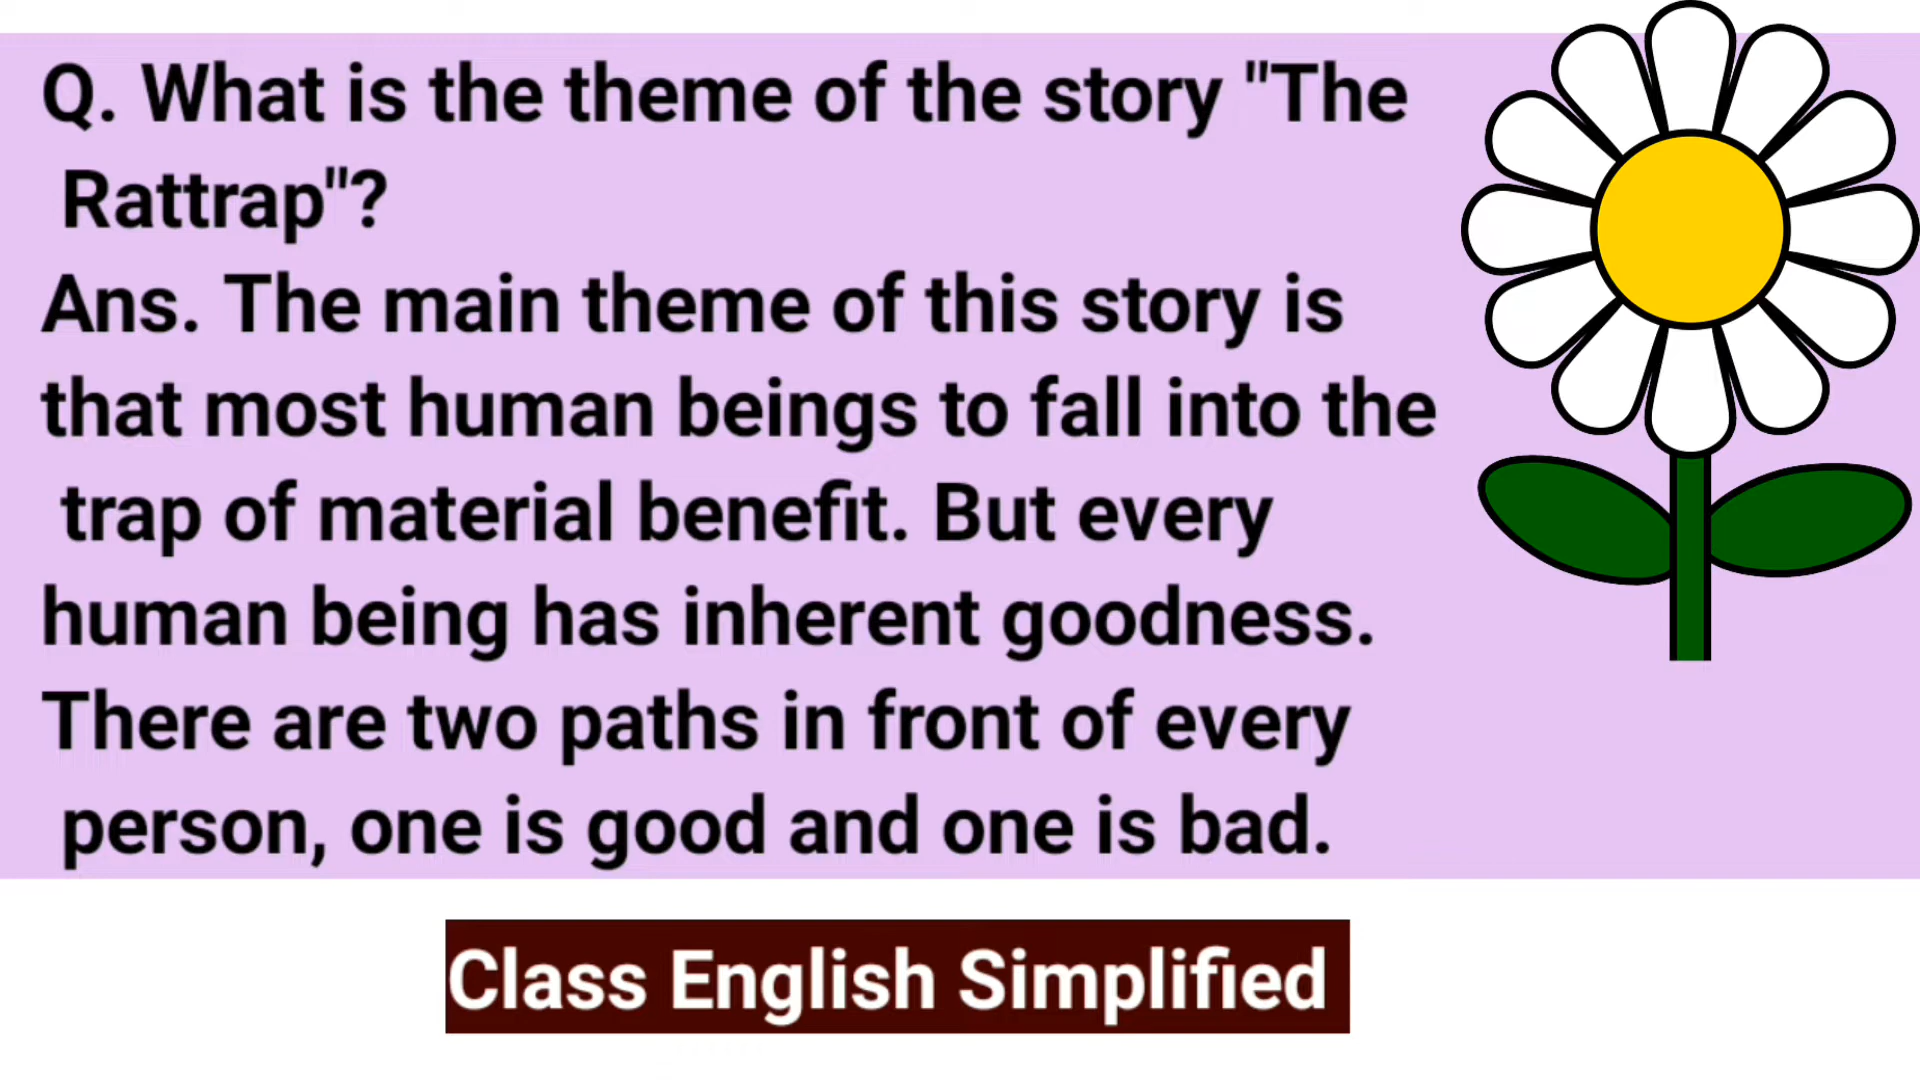 Q. What is the theme of the story "The
Rattrap"?
Ans. The main theme of this story is
that most human beings to fall into the
trap of material benefit. But every
human being has inherent goodness.
There are two paths in front of every
person, one is good and one is bad.
Class English Simplified